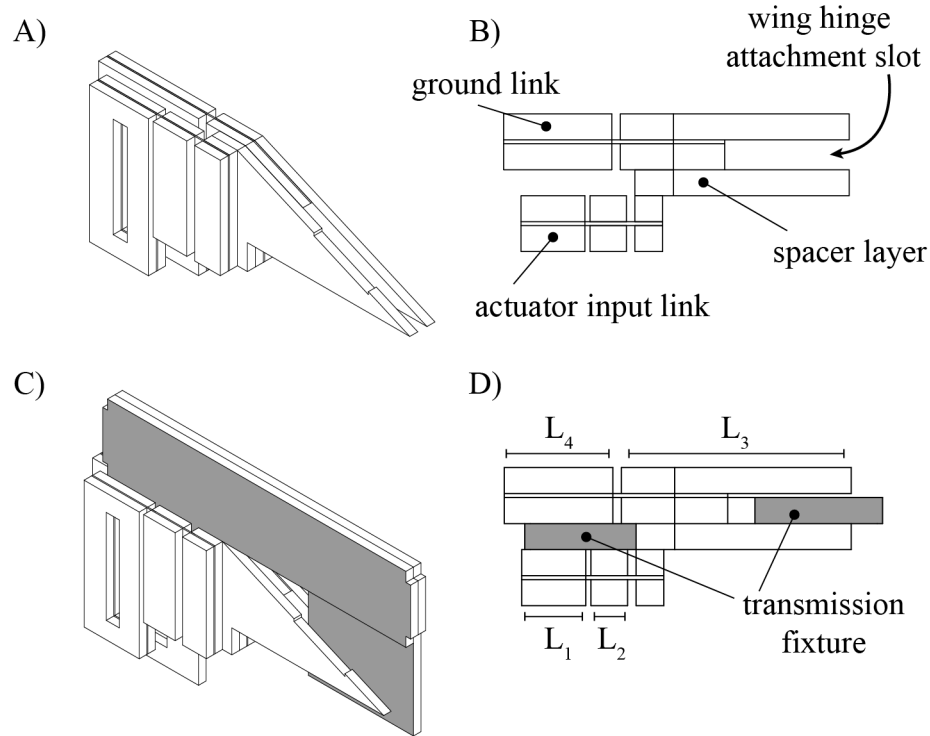 A)
B)
wing hinge
attachment slot
ground link
spacer layer
actuator input link
C)
D)
L4
L3
L1
L2
transmission
fixture